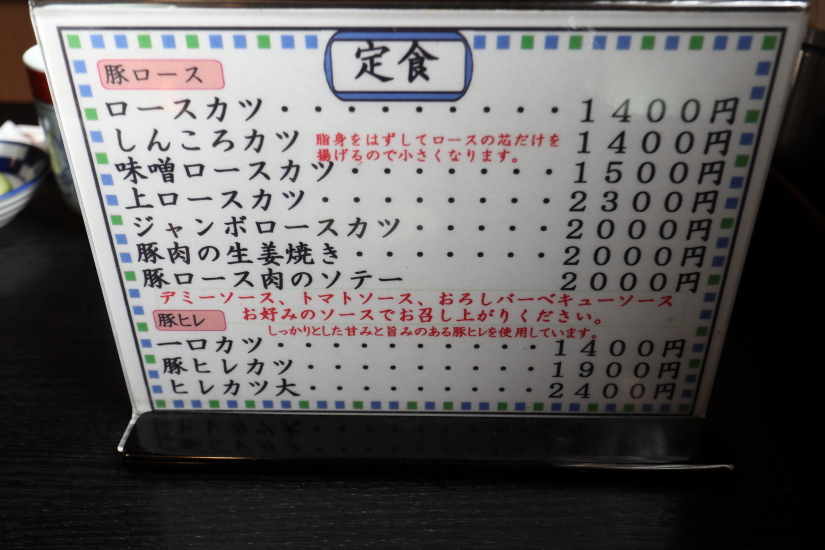 定食
豚ロース
ロースカツ・・・・・・・・・・1400円
しんころカツ 脂身をはずしてロースの芯だけを 1400円
揚げるので小さくなります。
味噌ロースカツ・・・・・・・1500円
上ロースカツ・・・・・・・・2300円
ジャンボロースカツ・・・・・2000円
豚肉の生姜焼き・・・・・・・2000円
豚ロース肉のソテー 2000円
デミーソース、トマトソース、おろしバーベキューソース
お好みのソースでお召し上がりください。
豚ヒレ
しっかりとした甘みと旨みのある豚ヒレを使用しています。
一口カツ・・・・・・・・・・1400円
豚ヒレカツ・・・・・・・・・1900円
ヒレカツ大・・・・・・・・・2400円